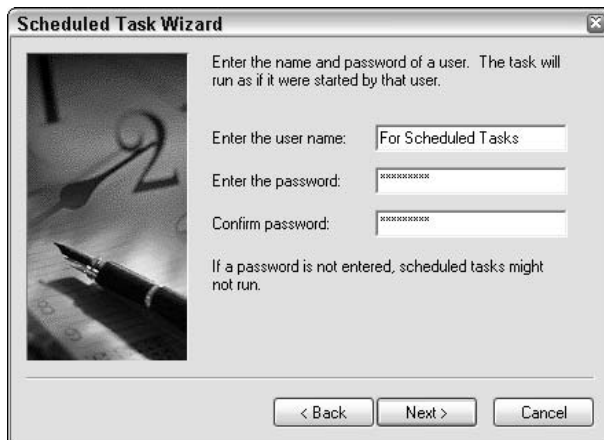 Scheduled Task Wizard
Enter the name and password of a user. The task will
run as if it were started by that user.
Enter the user name: For Scheduled Tasks
Enter the password: *********
Confirm password: *********
If a password is not entered, scheduled tasks might
not run.
< Back Next > Cancel